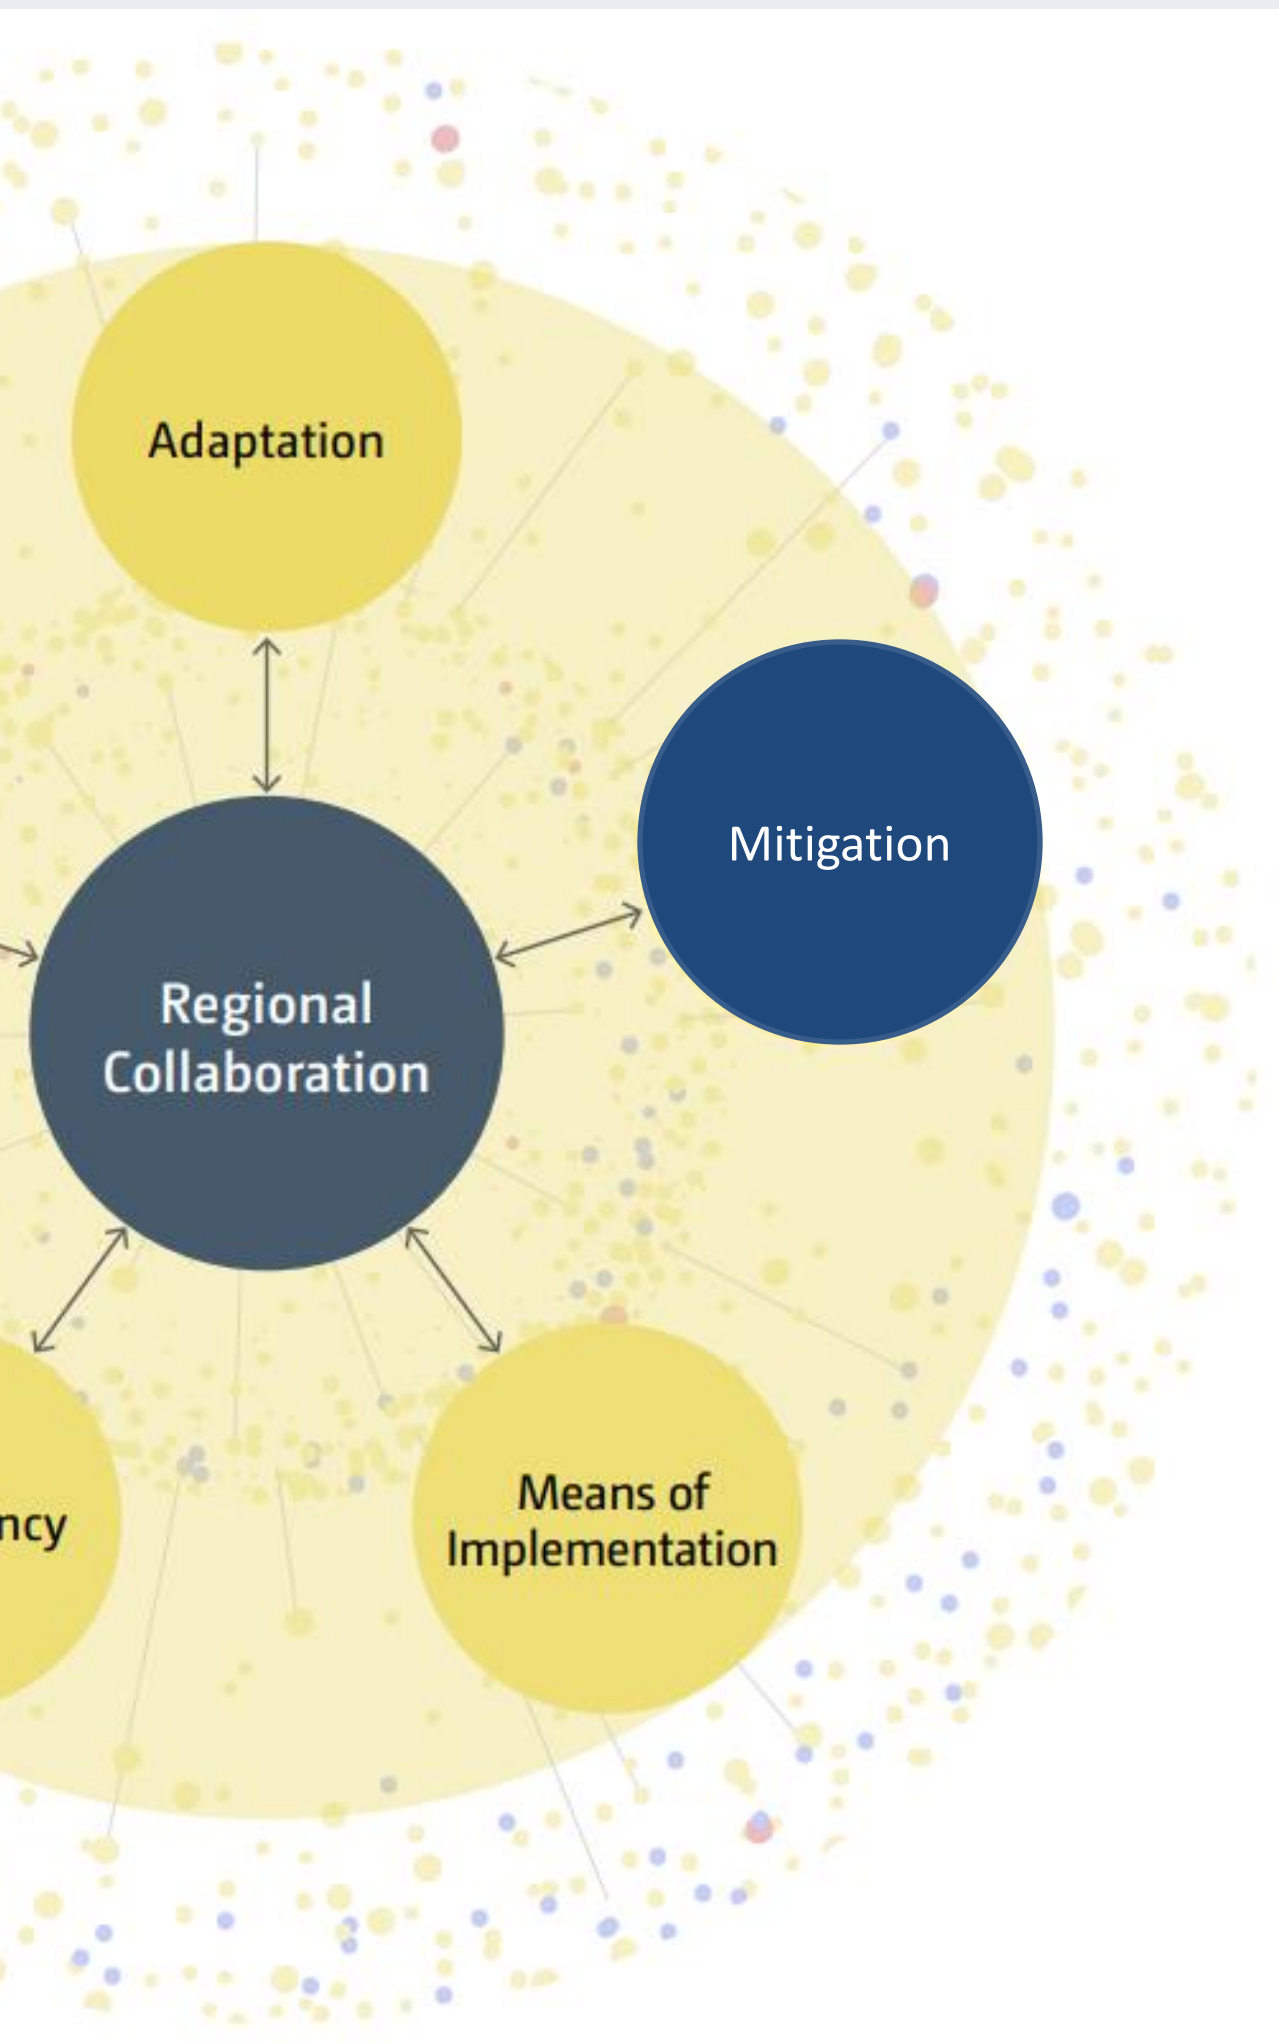 Adaptation
Mitigation
Regional
Collaboration
ncy
Means of
Implementation